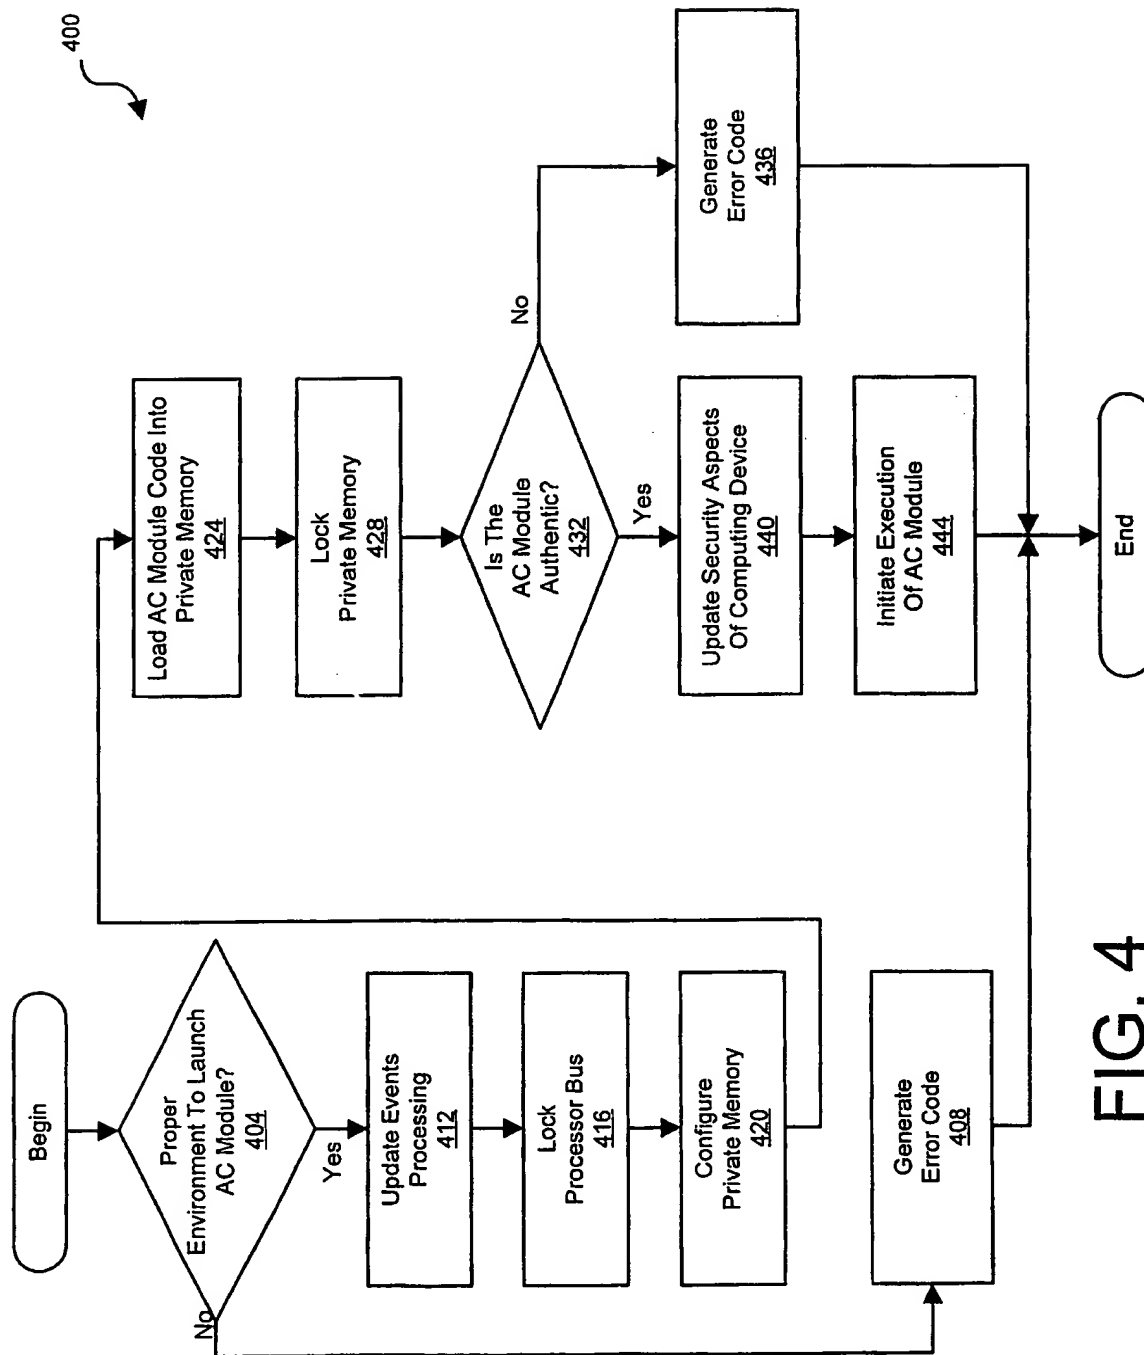 400
Begin
Proper
Environment To Launch
AC Module?
404
No
Yes
Update Events
Processing
412
Lock
Processor Bus
416
Configure
Private Memory
420
Generate
Error Code
408
Load AC Module Code Into
Private Memory
424
Lock
Private Memory
428
Is The
AC Module
Authentic?
432
No
Yes
Generate
Error Code
436
Update Security Aspects
Of Computing Device
440
Initiate Execution
Of AC Module
444
End
FIG. 4